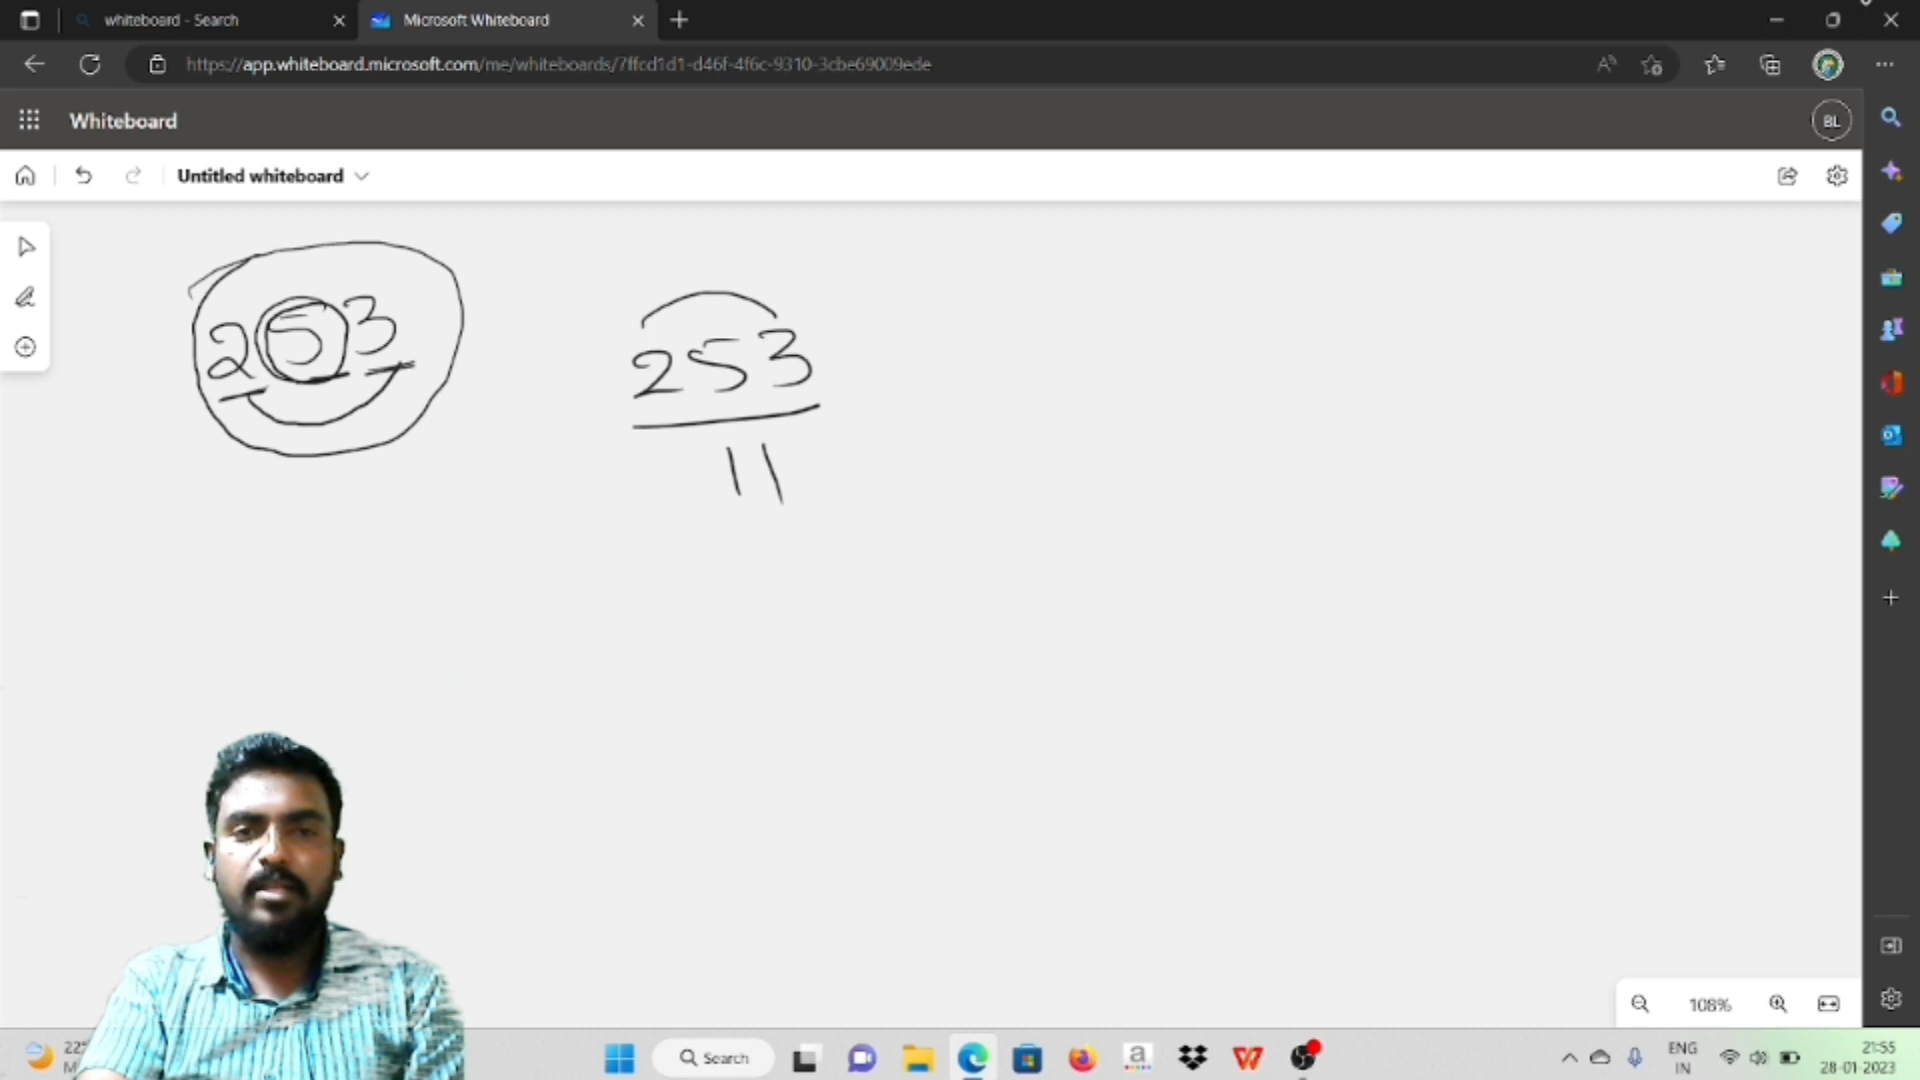 whiteboard - Search
Microsoft Whiteboard
https://app.whiteboard.microsoft.com/me/whiteboards/7ffcd1d1-d46f-4f6c-9310-3cbe69009ede
Whiteboard
BL
Untitled whiteboard
253
253
11
108%
22°
M
Search
a
ENG
IN
21:55
28-01-2023